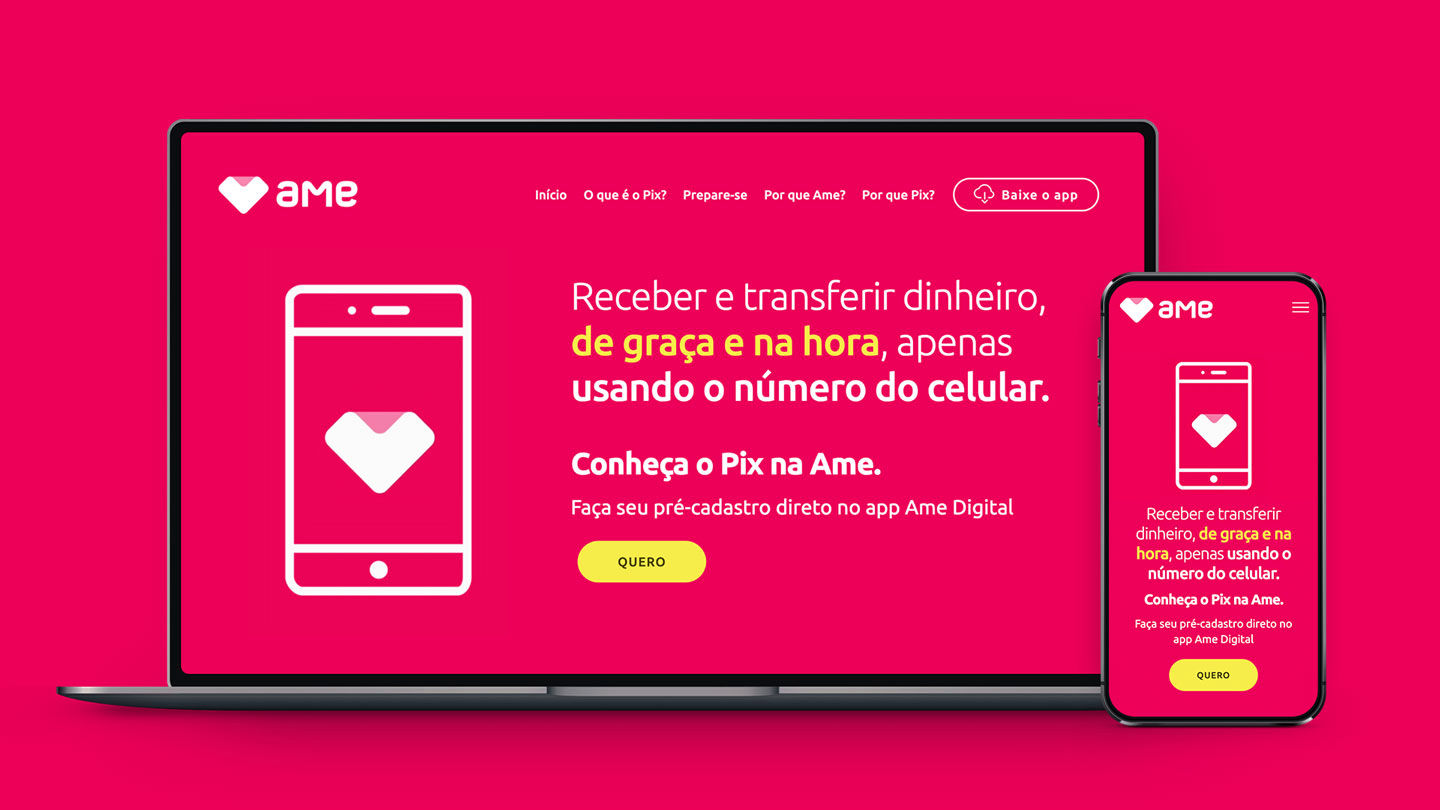 ame
Início O que é o Pix? Prepare-se Por que Ame? Por que Pix? Baixe o app
Receber e transferir dinheiro,
de graça e na hora, apenas
usando o número do celular.
Conheça o Pix na Ame.
Faça seu pré-cadastro direto no app Ame Digital
QUERO
ame
Receber e transferir
dinheiro, de graça e na
hora, apenas usando o
número do celular.
Conheça o Pix na Ame.
Faça seu pré-cadastro direto no
app Ame Digital
QUERO